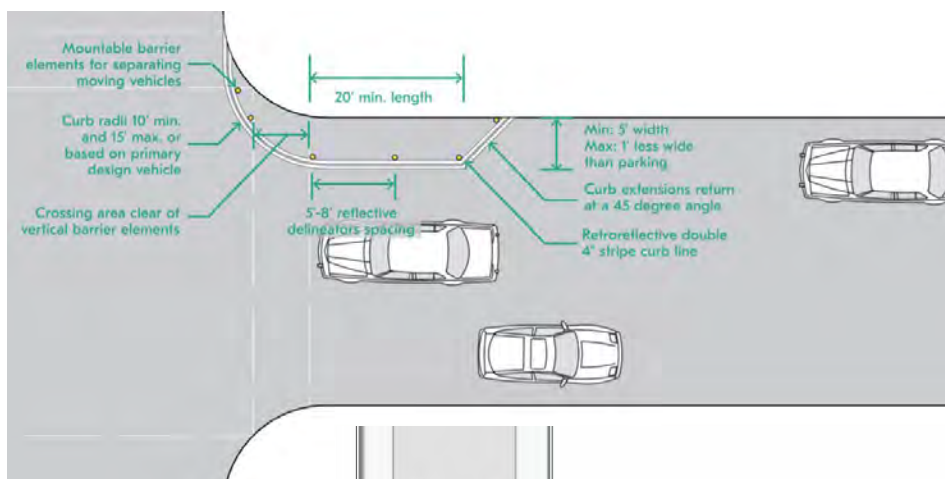 Mountable barrier
elements for separating
moving vehicles
Curb radii 10' min.
and 15' max. or
based on primary
design vehicle
Crossing area clear of
vertical barrier elements
20' min. length
5'-8' reflective
delineators spacing
Min: 5' width
Max: 1' less wide
than parking
Curb extensions return
at a 45 degree angle
Retroreflective double
4" stripe curb line